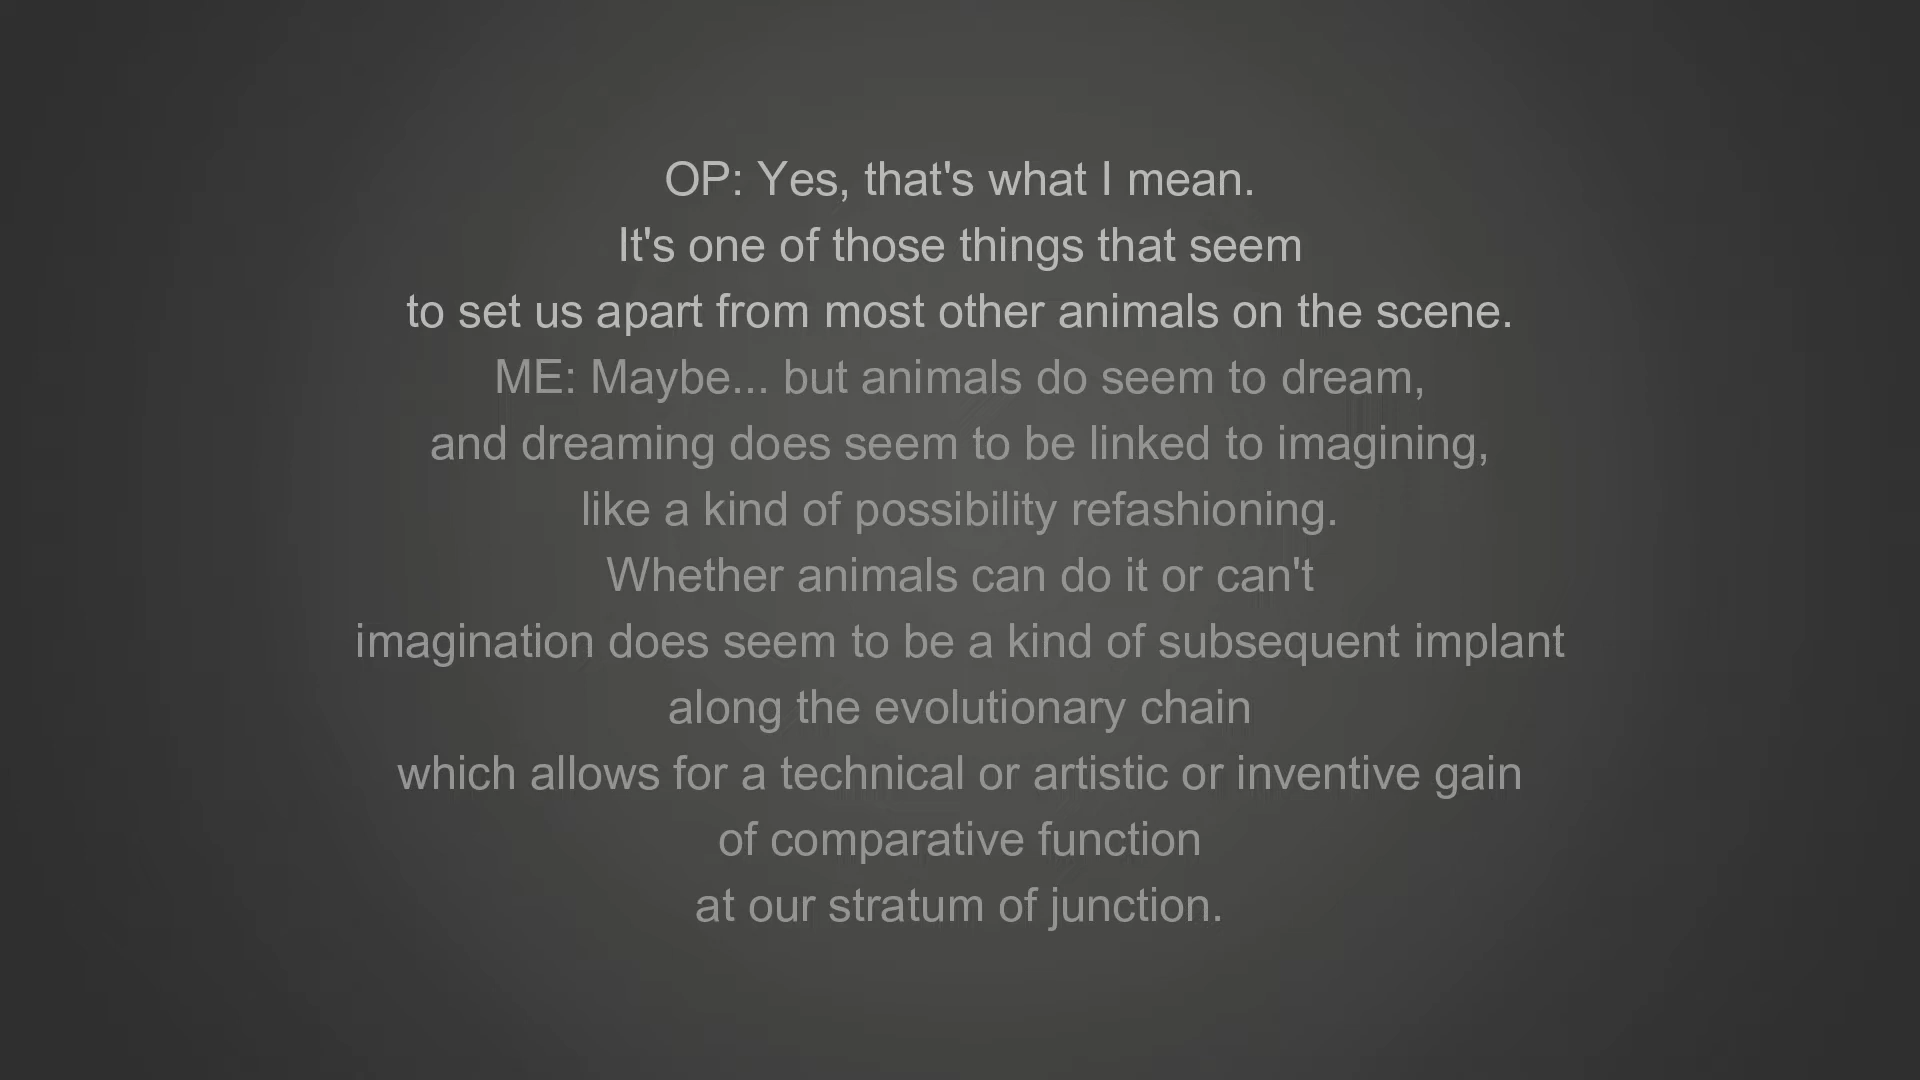 OP: Yes, that's what I mean.
It's one of those things that seem
to set us apart from most other animals on the scene.
ME: Maybe... but animals do seem to dream,
and dreaming does seem to be linked to imagining,
like a kind of possibility refashioning.
Whether animals can do it or can't
imagination does seem to be a kind of subsequent implant
along the evolutionary chain
which allows for a technical or artistic or inventive gain
of comparative function
at our stratum of junction.